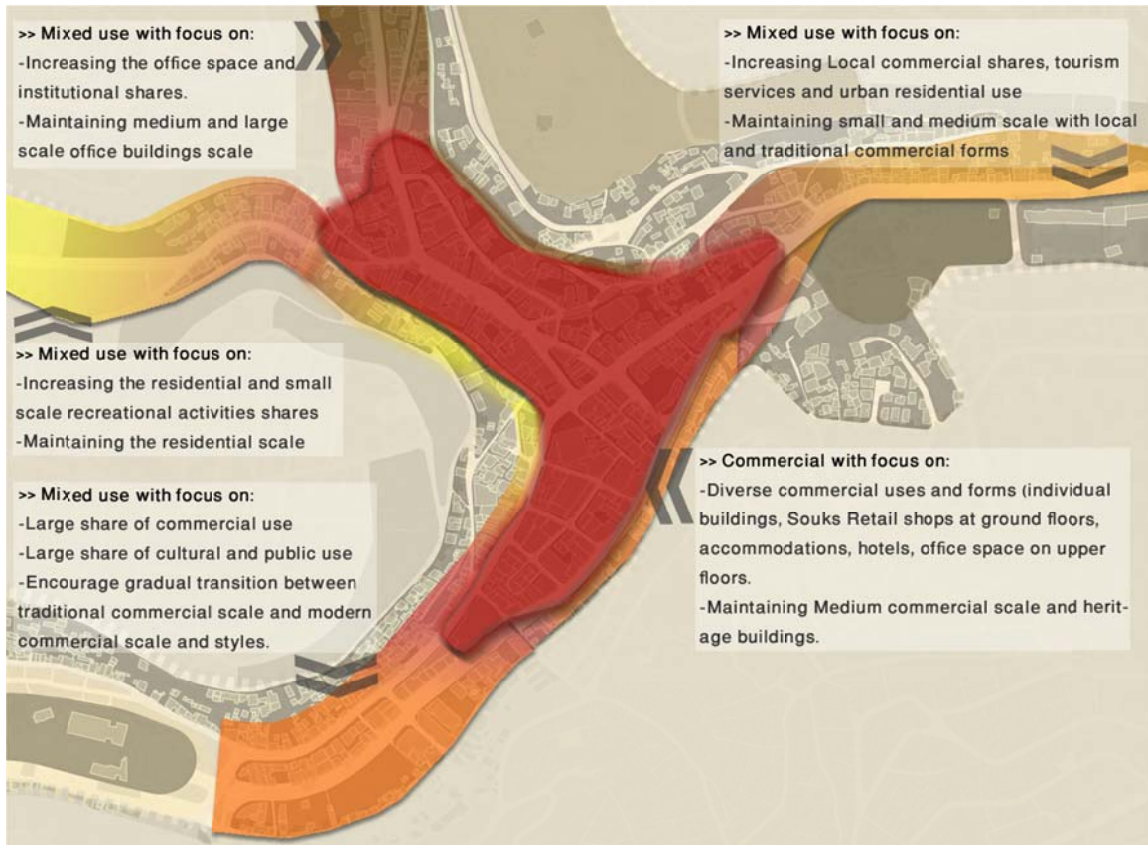 >> Mixed use with focus on:
-Increasing the office space and
institutional shares.
-Maintaining medium and large
scale office buildings scale
>> Mixed use with focus on:
-Increasing Local commercial shares, tourism
services and urban residential use
-Maintaining small and medium scale with local
and traditional commercial forms
>> Mixed use with focus on:
-Increasing the residential and small
scale recreational activities shares
-Maintaining the residential scale
>> Mixed use with focus on:
-Large share of commercial use
-Large share of cultural and public use
-Encourage gradual transition between
traditional commercial scale and modern
commercial scale and styles.
>> Commercial with focus on:
-Diverse commercial uses and forms (individual
buildings, Souks Retail shops at ground floors,
accommodations, hotels, office space on upper
floors.
-Maintaining Medium commercial scale and herit-
age buildings.